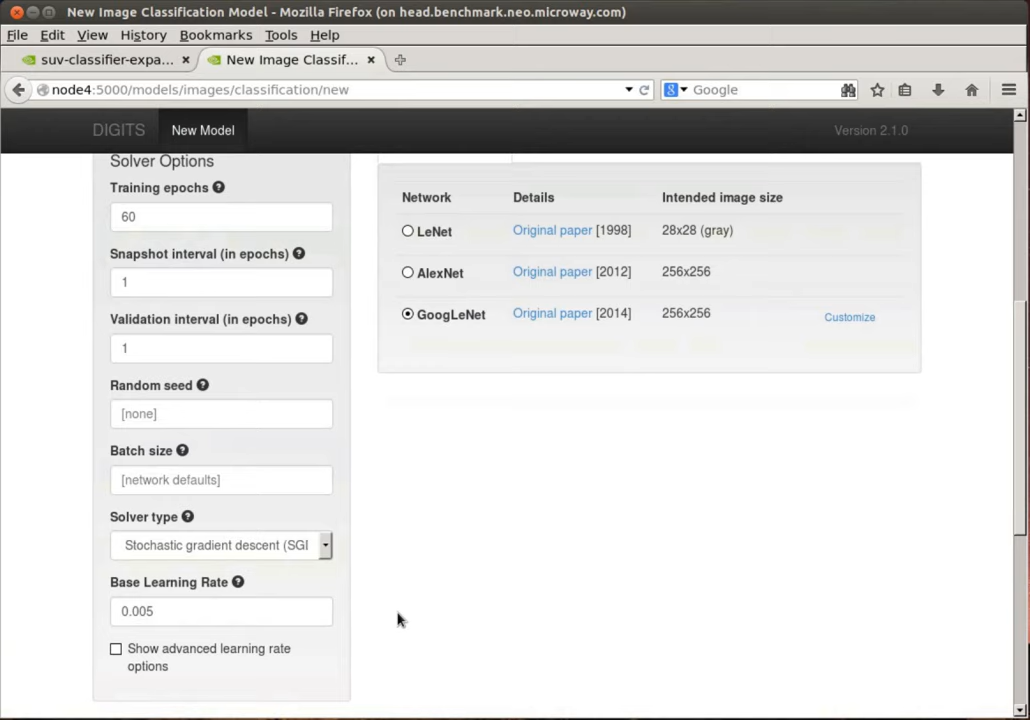 New Image Classification Model - Mozilla Firefox (on head.benchmark.neo.microway.com)
File Edit View History Bookmarks Tools Help
suv-classifier-expa... New Image Classif...
node4:5000/models/images/classification/new
Google
DIGITS New Model Version 2.1.0
Solver Options
Training epochs ?
60
Snapshot interval (in epochs) ?
1
Validation interval (in epochs) ?
1
Random seed ?
[none]
Batch size ?
[network defaults]
Solver type ?
Stochastic gradient descent (SGI
Base Learning Rate ?
0.005
Show advanced learning rate
options
Network Details Intended image size
LeNet Original paper [1998] 28x28 (gray)
AlexNet Original paper [2012] 256x256
GoogLeNet Original paper [2014] 256x256 Customize